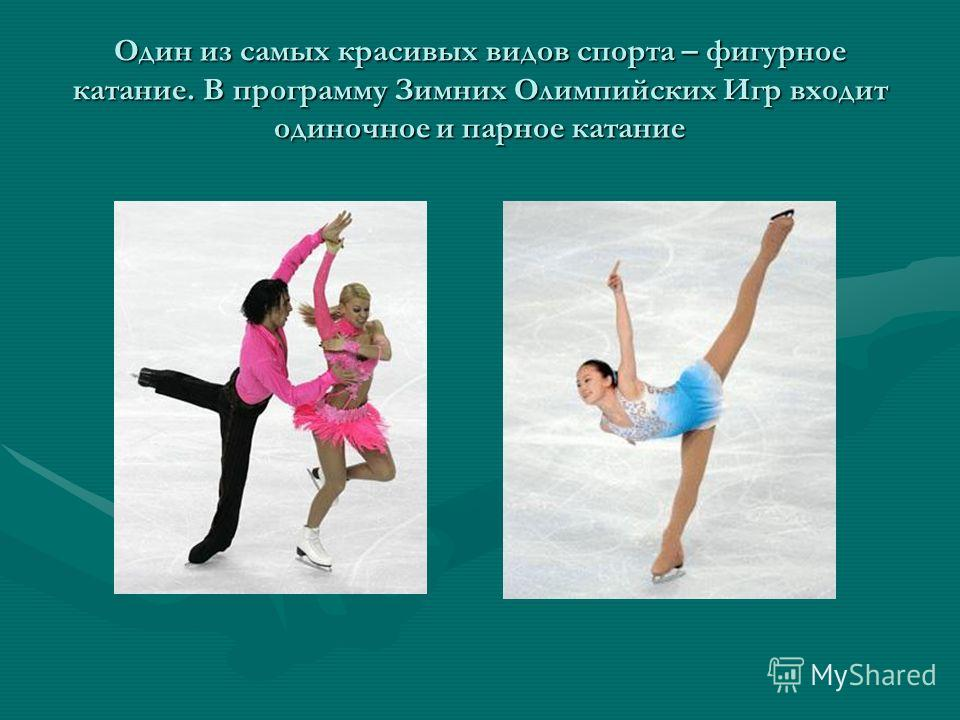 Один из самых красивых видов спорта – фигурное
катание. В программу Зимних Олимпийских Игр входит
одиночное и парное катание
MyShared